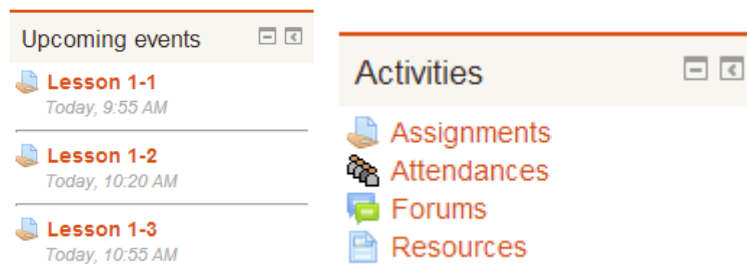 Upcoming events
Lesson 1-1
Today, 9:55 AM
Lesson 1-2
Today, 10:20 AM
Lesson 1-3
Today, 10:55 AM
Activities
Assignments
Attendances
Forums
Resources